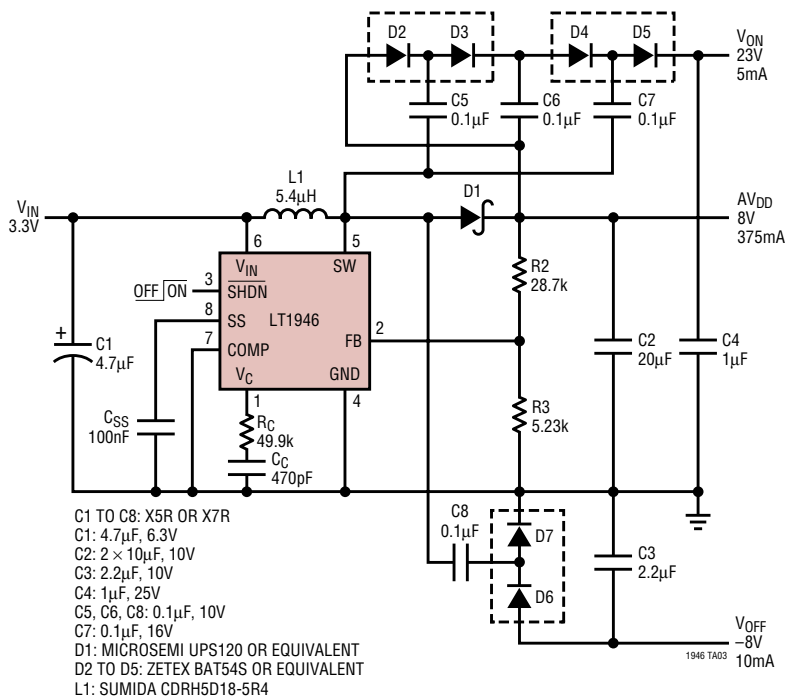 D2 D3 D4 D5
V_ON
23V
5mA
C5
0.1µF
C6
0.1µF
C7
0.1µF
L1
5.4µH
D1
V_IN
3.3V
AV_DD
8V
375mA
6 5
V_IN SW
3
OFF ON
SHDN
8
SS
LT1946
7
COMP
FB
2
V_C GND
1 4
R2
28.7k
+
C1
4.7µF
C2
20µF
C4
1µF
C_SS
100nF
R_C
49.9k
C_C
470pF
R3
5.23k
C8
0.1µF
D7
D6
C3
2.2µF
V_OFF
–8V
10mA
C1 TO C8: X5R OR X7R
C1: 4.7µF, 6.3V
C2: 2 × 10µF, 10V
C3: 2.2µF, 10V
C4: 1µF, 25V
C5, C6, C8: 0.1µF, 10V
C7: 0.1µF, 16V
D1: MICROSEMI UPS120 OR EQUIVALENT
D2 TO D5: ZETEX BAT54S OR EQUIVALENT
L1: SUMIDA CDRH5D18-5R4
1946 TA03